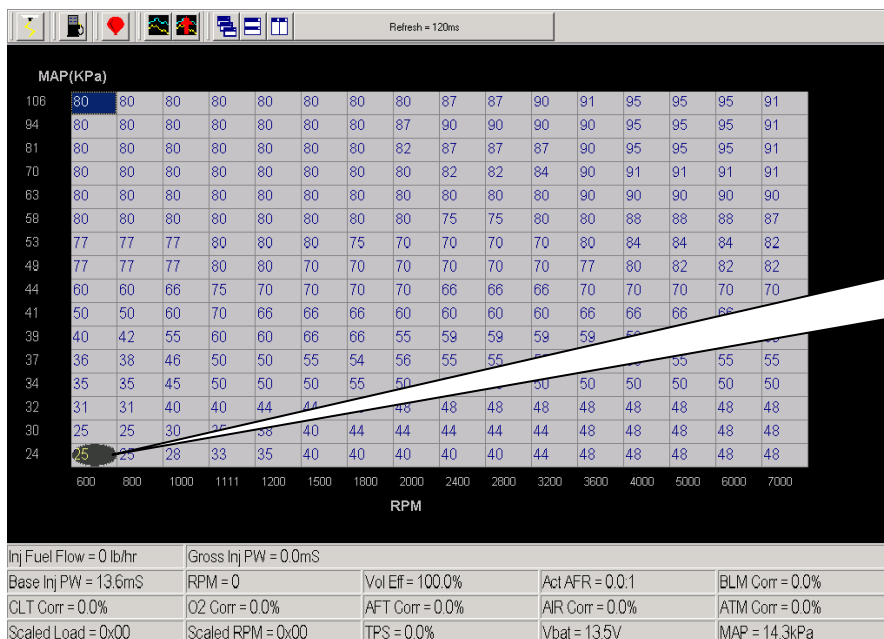 Refresh = 120ms
MAP(KPa)
106 80 80 80 80 80 80 80 80 87 87 90 91 95 95 95 91
94 80 80 80 80 80 80 80 87 90 90 90 90 95 95 95 91
81 80 80 80 80 80 80 80 82 87 87 87 90 95 95 95 91
70 80 80 80 80 80 80 80 80 82 82 84 90 91 91 91 91
63 80 80 80 80 80 80 80 80 80 80 80 90 90 90 90 90
58 80 80 80 80 80 80 80 80 75 75 80 80 88 88 88 87
53 77 77 77 80 80 80 75 70 70 70 70 80 84 84 84 82
49 77 77 77 80 80 70 70 70 70 70 70 77 80 82 82 82
44 60 60 66 75 70 70 70 70 66 66 66 70 70 70 70 70
41 50 50 60 70 66 66 66 60 60 60 60 66 66 66 66
39 40 42 55 60 60 66 66 55 59 59 59 59
37 36 38 46 50 50 55 54 56 55 55 55 55 55
34 35 35 45 50 50 55 50 50 50 50 50 50 50
32 31 31 40 40 44 44 48 48 48 48 48 48 48 48 48
30 25 25 30 38 40 44 44 44 44 44 48 48 48 48 48
24 25 25 28 33 35 40 40 40 40 40 44 48 48 48 48 48
600 800 1000 1111 1200 1500 1800 2000 2400 2800 3200 3600 4000 5000 6000 7000
RPM
Inj Fuel Flow = 0 lb/hr Gross Inj PW = 0.0mS
Base Inj PW = 13.6mS RPM = 0 Vol Eff = 100.0% Act AFR = 0.0:1 BLM Corr = 0.0%
CLT Corr = 0.0% O2 Corr = 0.0% AFT Corr = 0.0% AIR Corr = 0.0% ATM Corr = 0.0%
Scaled Load = 0x00 Scaled RPM = 0x00 TPS = 0.0% Vbat = 13.5V MAP = 14.3kPa